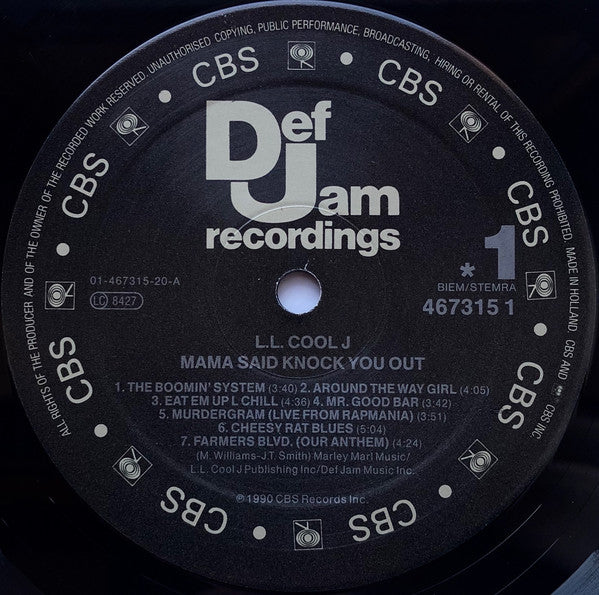 ALL RIGHTS OF THE PRODUCER AND OF THE OWNER OF THE RECORDED WORK RESERVED. UNAUTHORISED COPYING, PUBLIC PERFORMANCE, BROADCASTING, HIRING OR RENTAL OF THIS RECORDING PROHIBITED. MADE IN HOLLAND. CBS AND CBS INC
CBS
CBS
CBS
CBS
CBS
CBS
CBS
CBS
CBS
Def
Jam
recordings
01-467315-20-A
LC 8427
* 1
BIEM/STEMRA
467315 1
L.L. COOL J
MAMA SAID KNOCK YOU OUT
1. THE BOOMIN' SYSTEM (3:40) 2. AROUND THE WAY GIRL (4:05)
3. EAT EM UP L CHILL (4:36) 4. MR. GOOD BAR (3:42)
5. MURDERGRAM (LIVE FROM RAPMANIA) (3:51)
6. CHEESY RAT BLUES (5:04)
7. FARMERS BLVD. (OUR ANTHEM) (4:24)
(M. Williams-J.T. Smith) Marley Marl Music/
L.L. Cool J Publishing Inc/Def Jam Music Inc.
℗1990 CBS Records Inc.